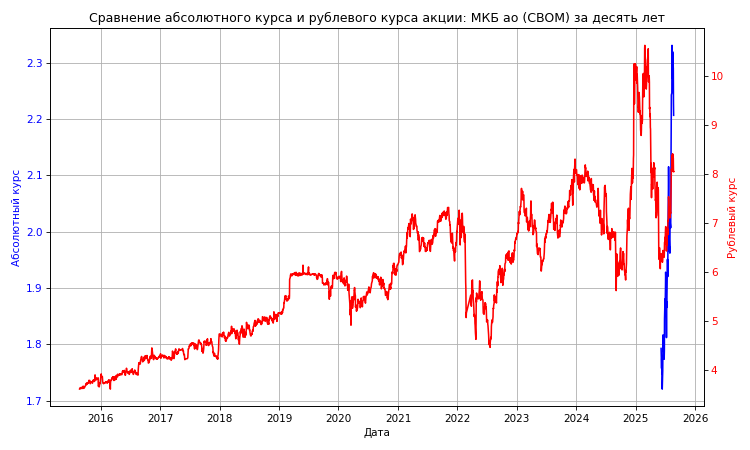 Сравнение абсолютного курса и рублевого курса акции: МКБ ао (CBOM) за десять лет
2.3
2.2
2.1
2.0
1.9
1.8
1.7
Абсолютный курс
10
9
8
7
6
5
4
Рублевый курс
2016 2017 2018 2019 2020 2021 2022 2023 2024 2025 2026
Дата